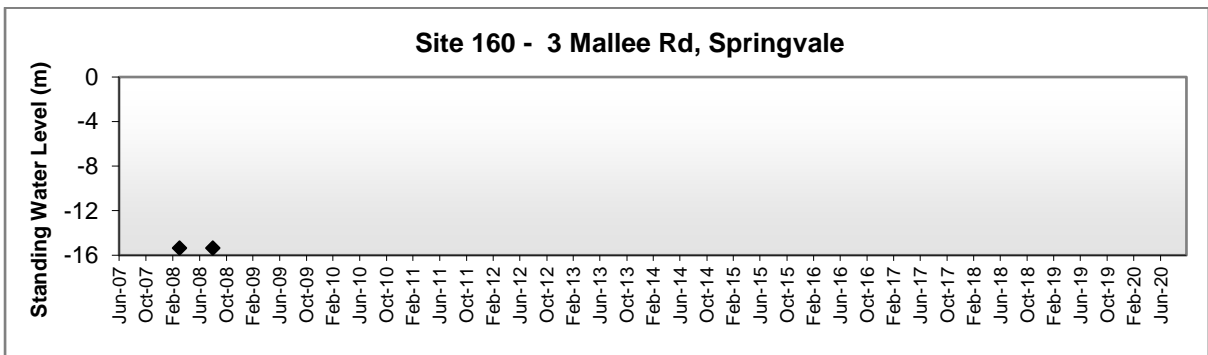 Site 160 - 3 Mallee Rd, Springvale
Standing Water Level (m)
0
-4
-8
-12
-16
Jun-07
Oct-07
Feb-08
Jun-08
Oct-08
Feb-09
Jun-09
Oct-09
Feb-10
Jun-10
Oct-10
Feb-11
Jun-11
Oct-11
Feb-12
Jun-12
Oct-12
Feb-13
Jun-13
Oct-13
Feb-14
Jun-14
Oct-14
Feb-15
Jun-15
Oct-15
Feb-16
Jun-16
Oct-16
Feb-17
Jun-17
Oct-17
Feb-18
Jun-18
Oct-18
Feb-19
Jun-19
Oct-19
Feb-20
Jun-20